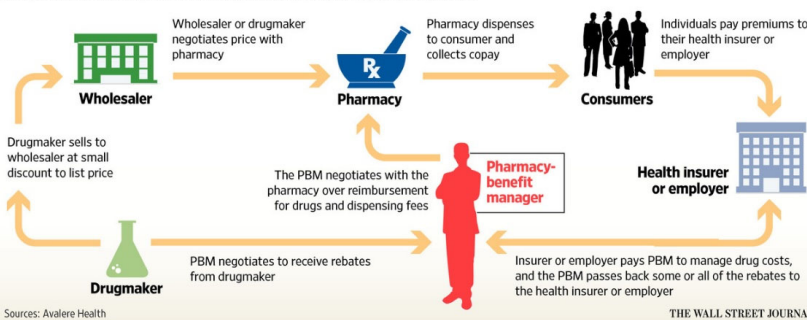 Wholesaler or drugmaker
negotiates price with
pharmacy
Pharmacy dispenses
to consumer and
collects copay
Individuals pay premiums to
their health insurer or
employer
Rx
Wholesaler
Pharmacy
Consumers
Drugmaker sells to
wholesaler at small
discount to list price
The PBM negotiates with the
pharmacy over reimbursement
for drugs and dispensing fees
Pharmacy-
benefit
manager
Health insurer
or employer
PBM negotiates to receive rebates
from drugmaker
Insurer or employer pays PBM to manage drug costs,
and the PBM passes back some or all of the rebates to
the health insurer or employer
Drugmaker
Sources: Avalere Health
THE WALL STREET JOURNA